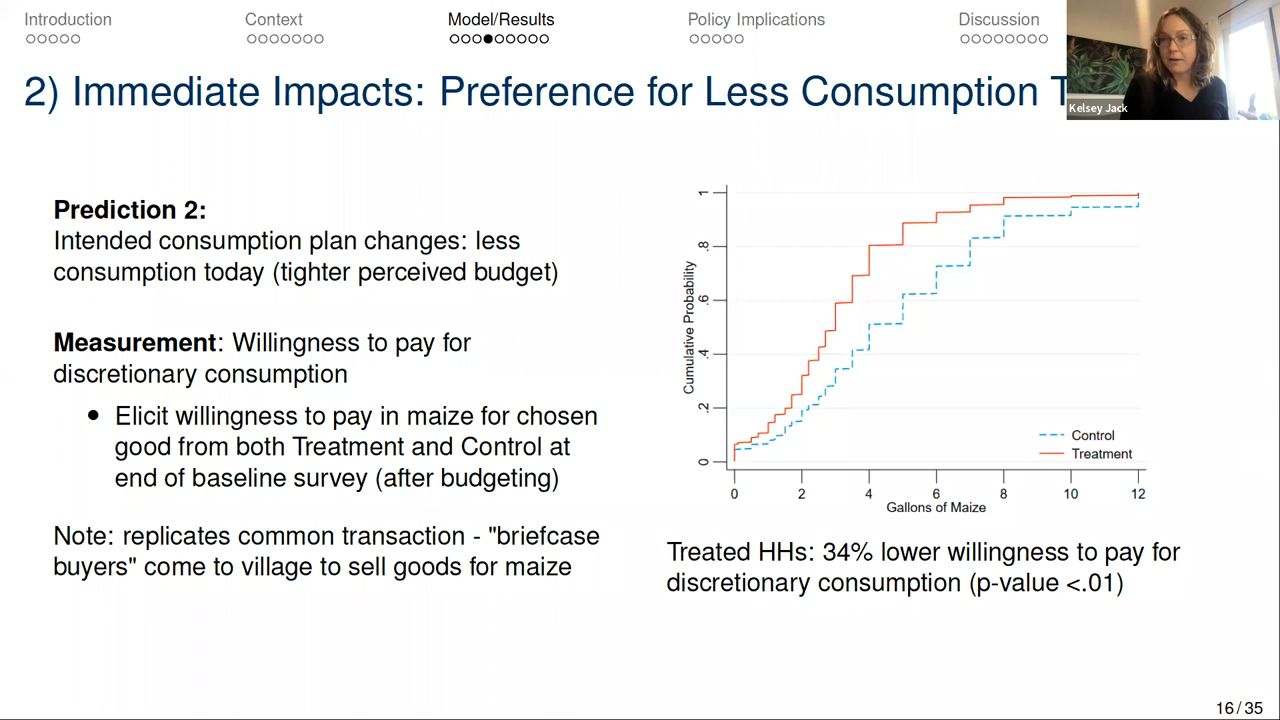 Introduction
Context
Model/Results
Policy Implications
Discussion
2) Immediate Impacts: Preference for Less Consumption T
Kelsey Jack
Prediction 2:
Intended consumption plan changes: less
consumption today (tighter perceived budget)
Measurement: Willingness to pay for
discretionary consumption
• Elicit willingness to pay in maize for chosen
good from both Treatment and Control at
end of baseline survey (after budgeting)
Note: replicates common transaction - "briefcase
buyers" come to village to sell goods for maize
Cumulative Probability
1
.8
.6
.4
.2
0
Control
Treatment
0 2 4 6 8 10 12
Gallons of Maize
Treated HHs: 34% lower willingness to pay for
discretionary consumption (p-value <.01)
16 / 35